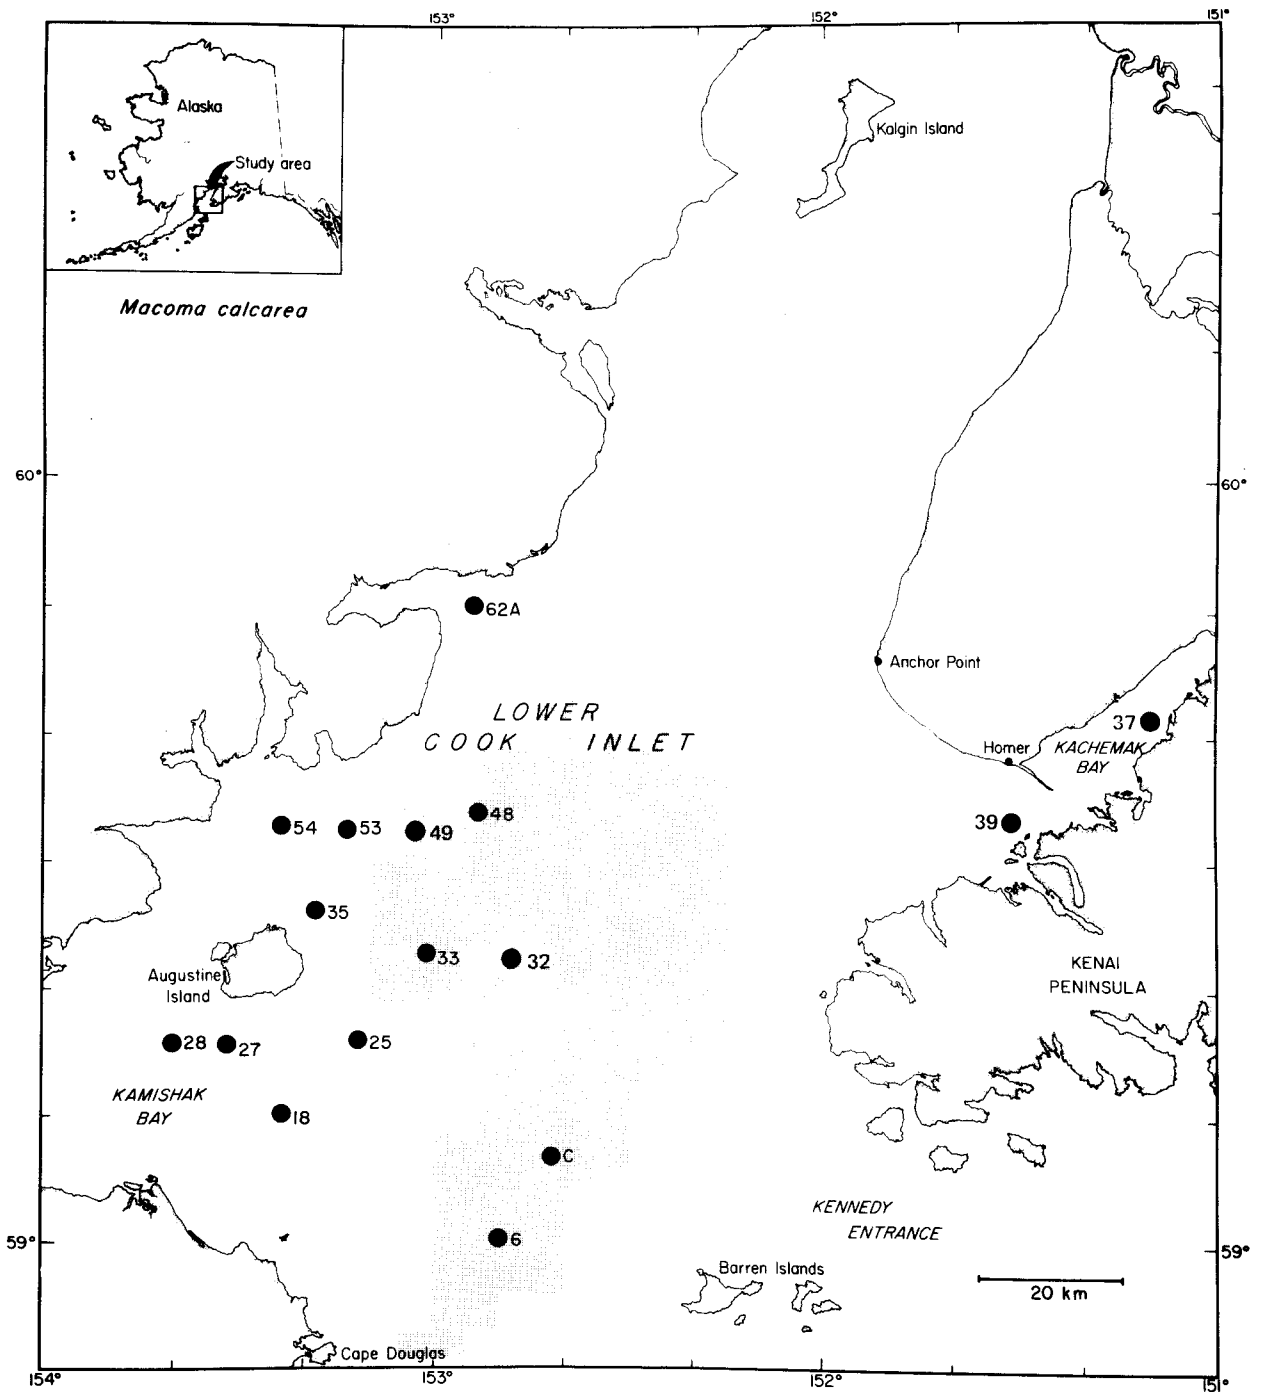 153°
152°
151°
Alaska
Study area
Kalgin Island
Macoma calcarea
60°
60°
62A
Anchor Point
LOWER
COOK INLET
37
Homer
KACHEMAK
BAY
48
54
53
49
39
35
33
32
Augustine
Island
KENAI
PENINSULA
28
27
25
KAMISHAK
BAY
18
C
KENNEDY
ENTRANCE
6
59°
59°
Barren Islands
20 km
Cape Douglas
154°
153°
152°
151°